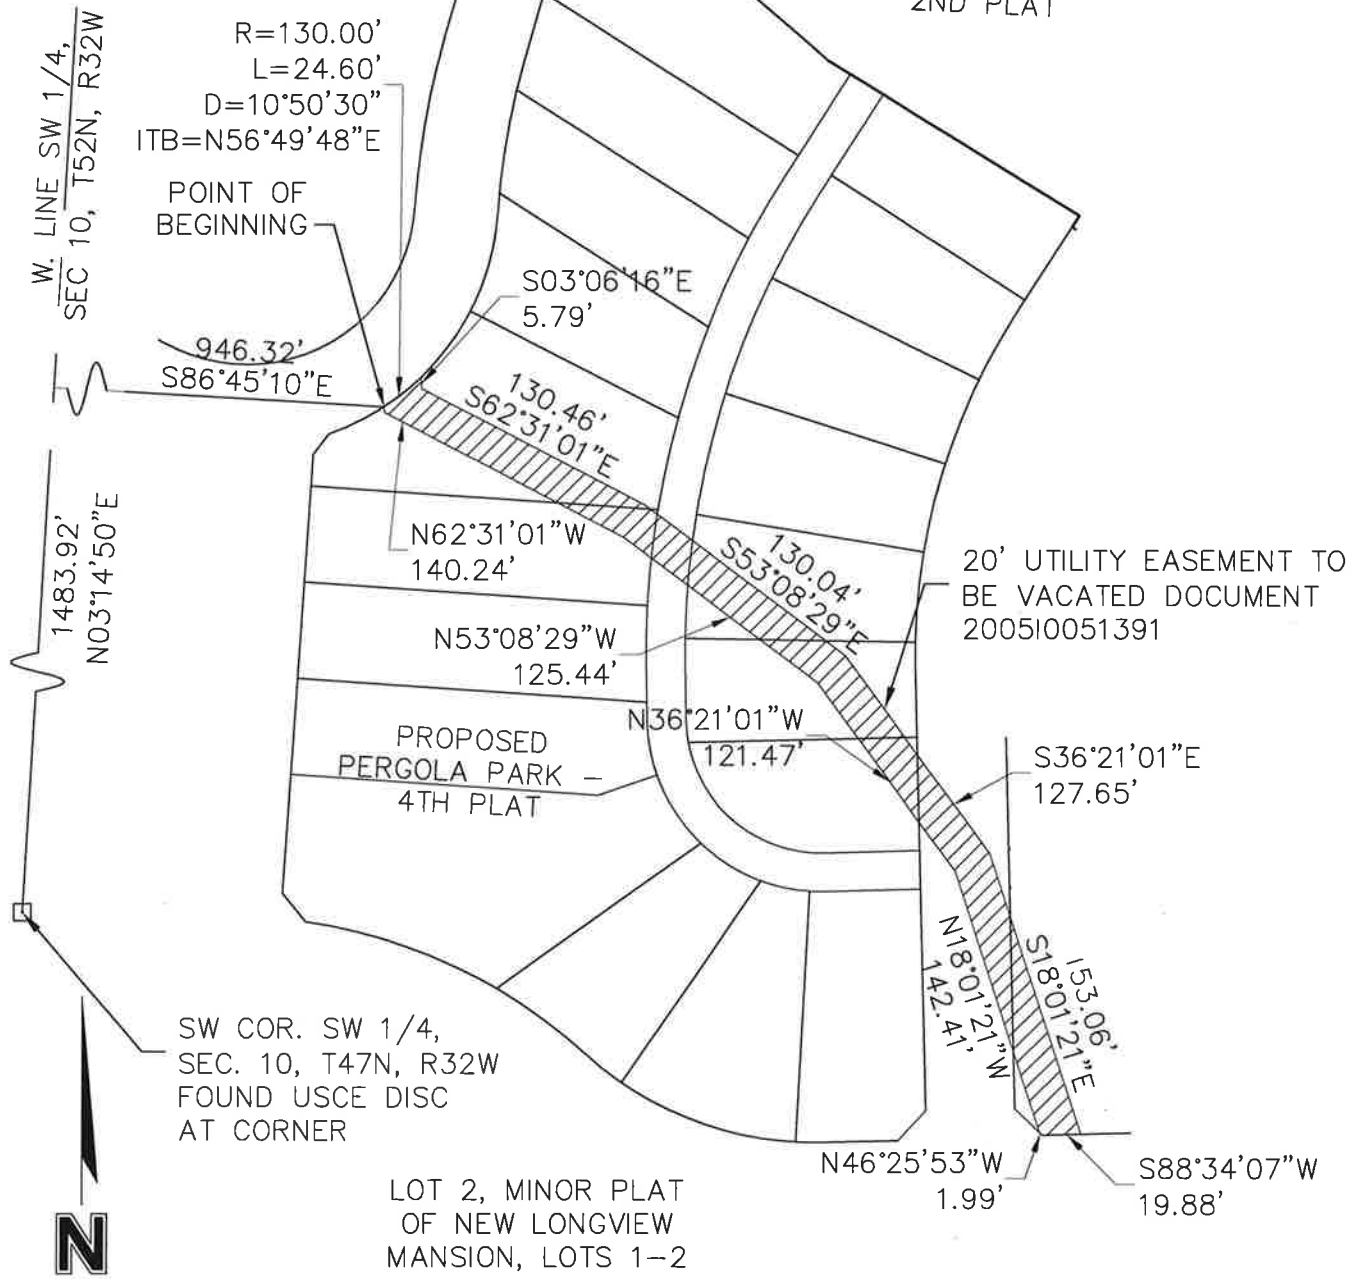 2ND PLAT
W. LINE SW 1/4,
SEC 10, T52N, R32W
R=130.00'
L=24.60'
D=10°50'30"
ITB=N56°49'48"E
POINT OF
BEGINNING
S03°06'16"E
5.79'
946.32'
S86°45'10"E
130.46'
S62°31'01"E
1483.92'
N03°14'50"E
N62°31'01"W
140.24'
130.04'
S53°08'29"E
20' UTILITY EASEMENT TO
BE VACATED DOCUMENT
2005I0051391
N53°08'29"W
125.44'
N36°21'01"W
121.47'
PROPOSED
PERGOLA PARK –
4TH PLAT
S36°21'01"E
127.65'
N18°01'21"W
142.41'
153.06'
S18°01'21"E
SW COR. SW 1/4,
SEC. 10, T47N, R32W
FOUND USCE DISC
AT CORNER
N46°25'53"W
1.99'
S88°34'07"W
19.88'
LOT 2, MINOR PLAT
OF NEW LONGVIEW
MANSION, LOTS 1–2
N